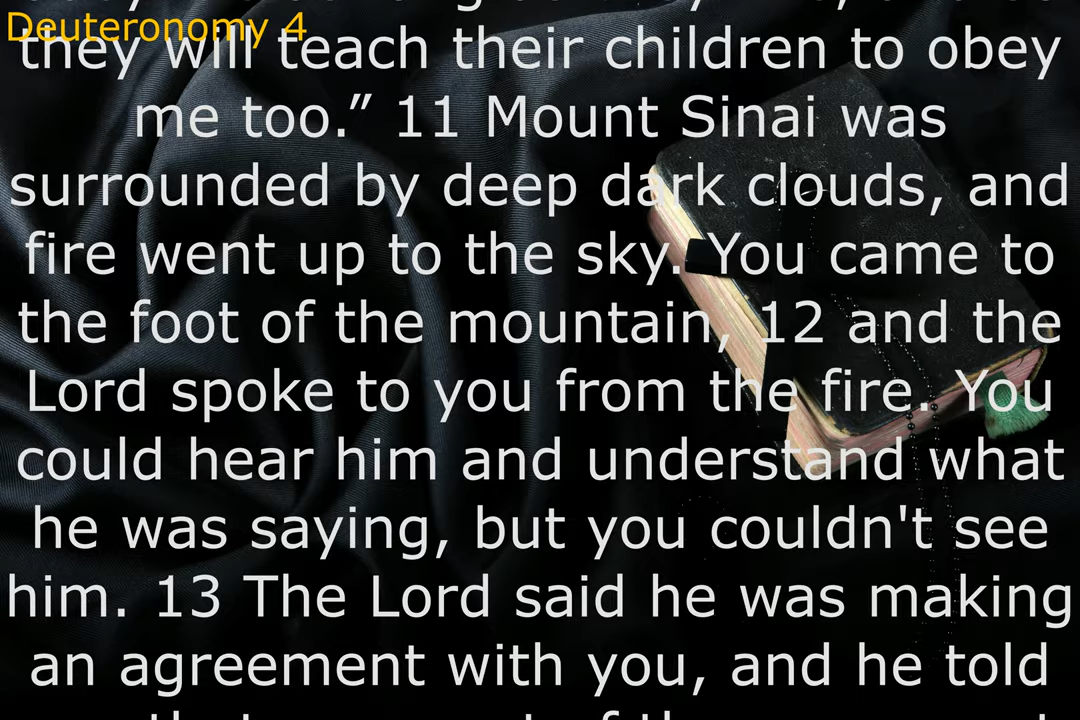 Deuteronomy 4
they will teach their children to obey
me too.” 11 Mount Sinai was
surrounded by deep dark clouds, and
fire went up to the sky. You came to
the foot of the mountain, 12 and the
Lord spoke to you from the fire. You
could hear him and understand what
he was saying, but you couldn't see
him. 13 The Lord said he was making
an agreement with you, and he told